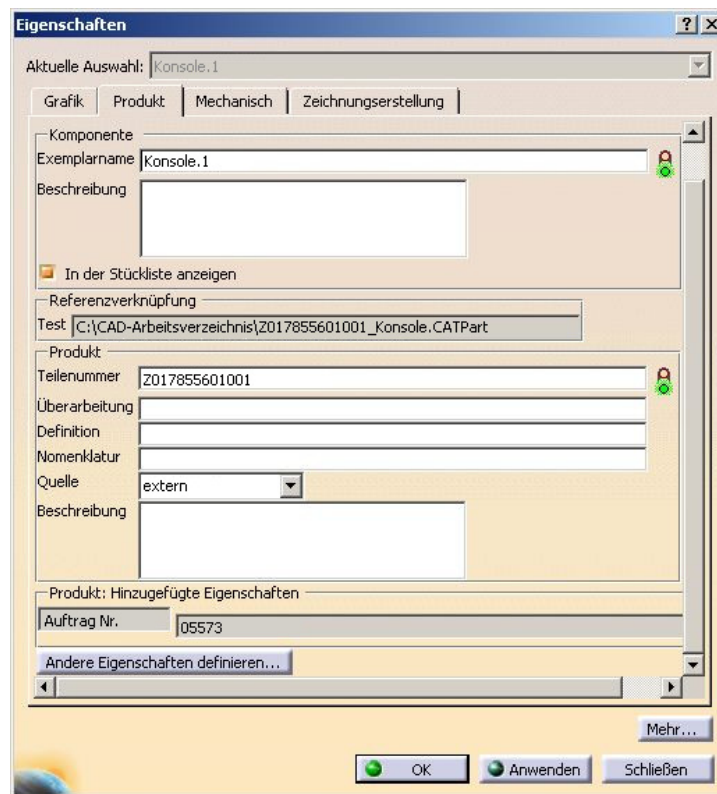 Eigenschaften
Aktuelle Auswahl: Konsole.1
Grafik Produkt Mechanisch Zeichnungserstellung
Komponente
Exemplarname Konsole.1
Beschreibung
In der Stückliste anzeigen
Referenzverknüpfung
Test C:\CAD-Arbeitsverzeichnis\Z017855601001_Konsole.CATPart
Produkt
Teilenummer Z017855601001
Überarbeitung
Definition
Nomenklatur
Quelle extern
Beschreibung
Produkt: Hinzugefügte Eigenschaften
Auftrag Nr. 05573
Andere Eigenschaften definieren...
Mehr...
OK Anwenden Schließen